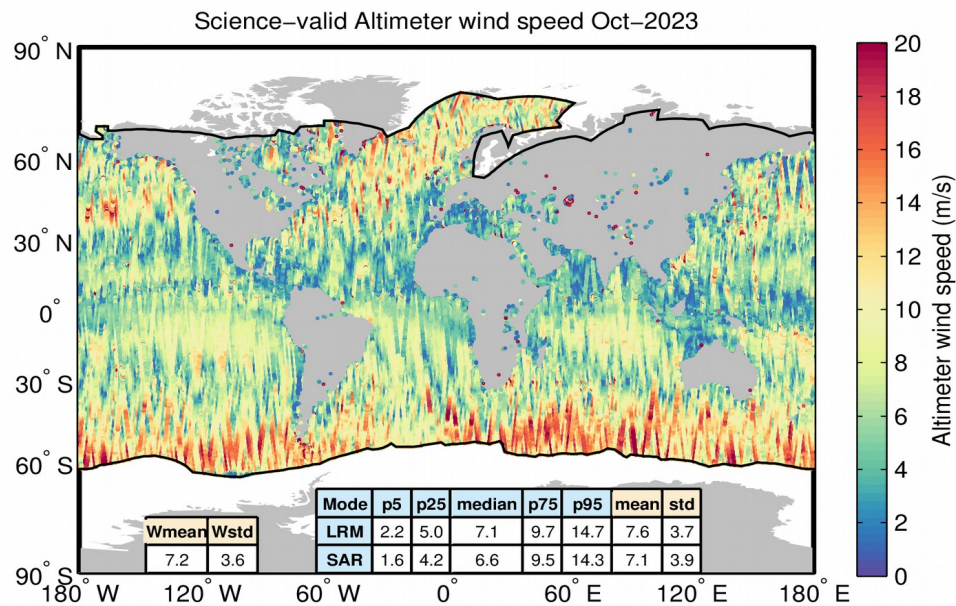 Science−valid Altimeter wind speed Oct−2023
90° N
60° N
30° N
0°
30° S
60° S
90° S
180° W
120° W
60° W
0°
60° E
120° E
180° E
20
18
16
14
12
10
8
6
4
2
0
Altimeter wind speed (m/s)
Wmean Wstd
7.2 3.6
Mode p5 p25 median p75 p95 mean std
LRM 2.2 5.0 7.1 9.7 14.7 7.6 3.7
SAR 1.6 4.2 6.6 9.5 14.3 7.1 3.9